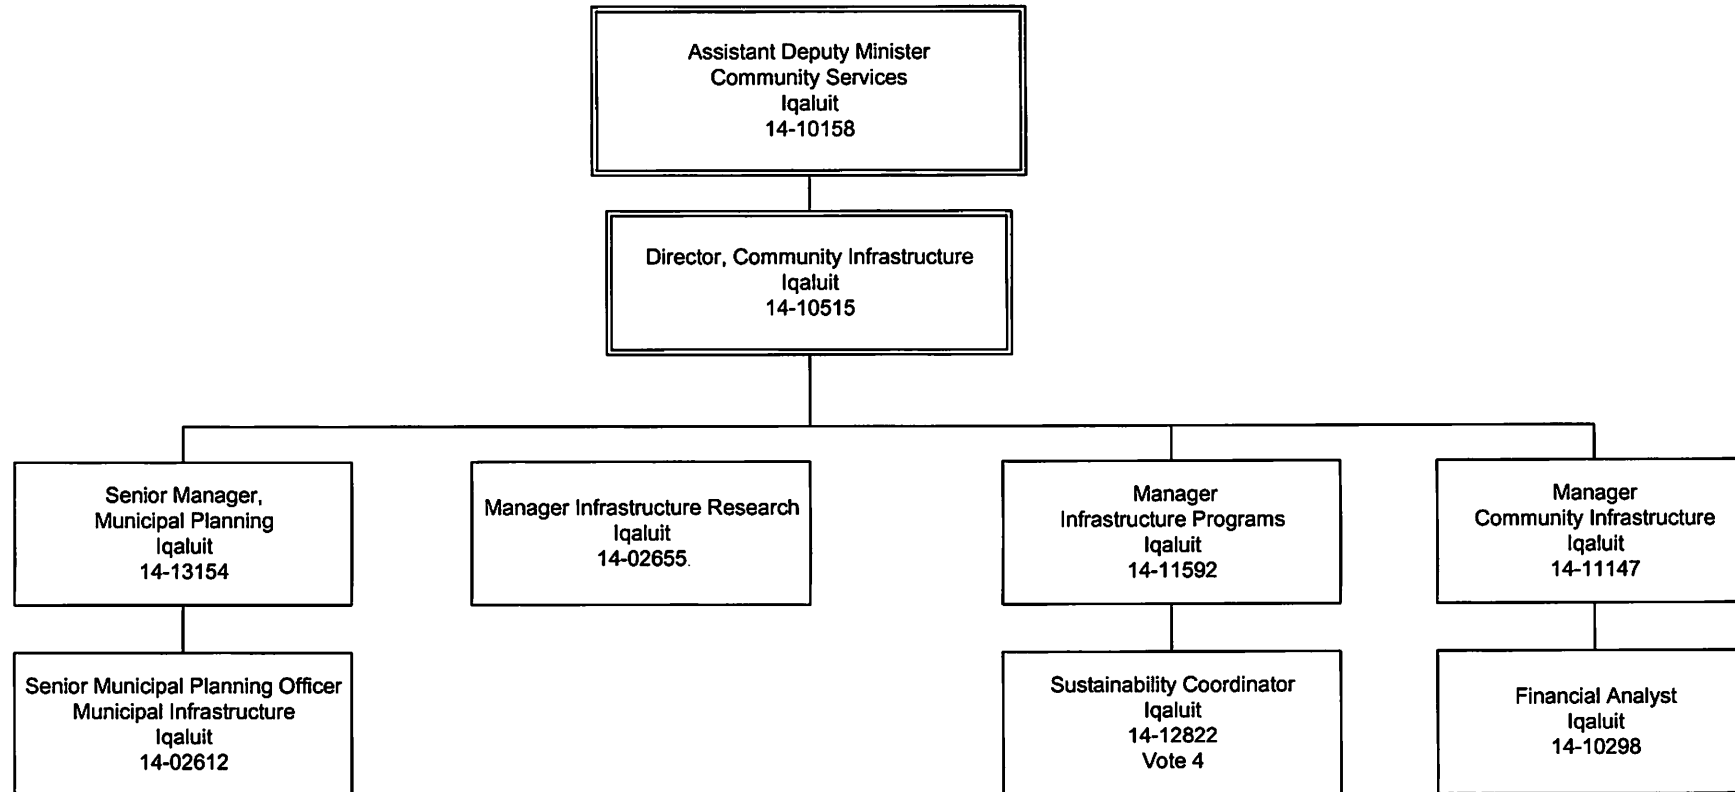 Assistant Deputy Minister
Community Services
Iqaluit
14-10158
Director, Community Infrastructure
Iqaluit
14-10515
Senior Manager,
Municipal Planning
Iqaluit
14-13154
Manager Infrastructure Research
Iqaluit
14-02655
Manager
Infrastructure Programs
Iqaluit
14-11592
Manager
Community Infrastructure
Iqaluit
14-11147
Senior Municipal Planning Officer
Municipal Infrastructure
Iqaluit
14-02612
Sustainability Coordinator
Iqaluit
14-12822
Vote 4
Financial Analyst
Iqaluit
14-10298